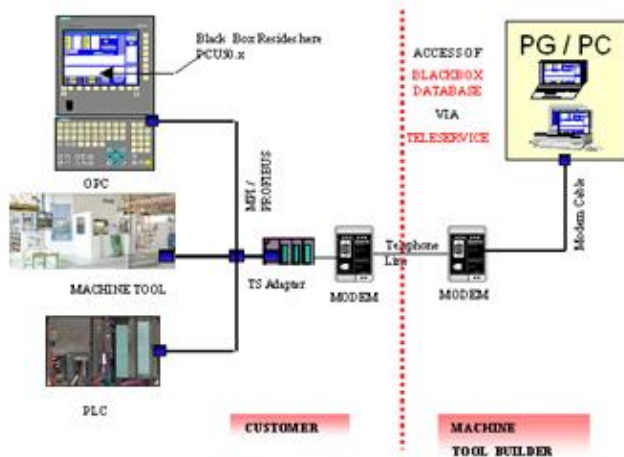 Black Box Resides here
PCU50.x
OPC
MPI /
PROFIBUS
MACHINE TOOL
TS Adapter
MODEM
Telephone
Line
PLC
CUSTOMER
ACCESS OF
BLACKBOX
DATABASE
VIA
TELESERVICE
PG / PC
Modem Cable
MODEM
MACHINE
TOOL BUILDER